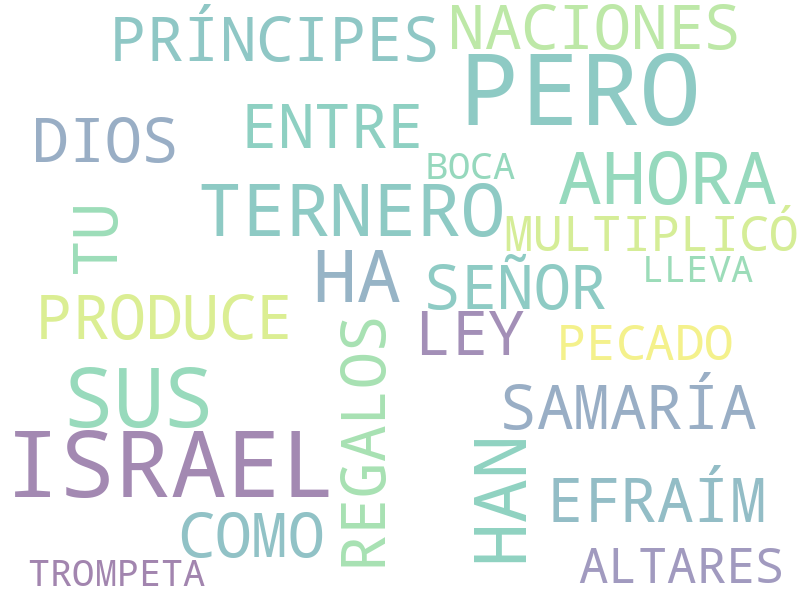 PRÍNCIPES
NACIONES
PERO
DIOS
ENTRE
BOCA
AHORA
TU
TERNERO
MULTIPLICÓ
HA
SEÑOR
LLEVA
PRODUCE
LEY
PECADO
SUS
REGALOS
SAMARÍA
ISRAEL
HAN
EFRAÍM
COMO
TROMPETA
ALTARES